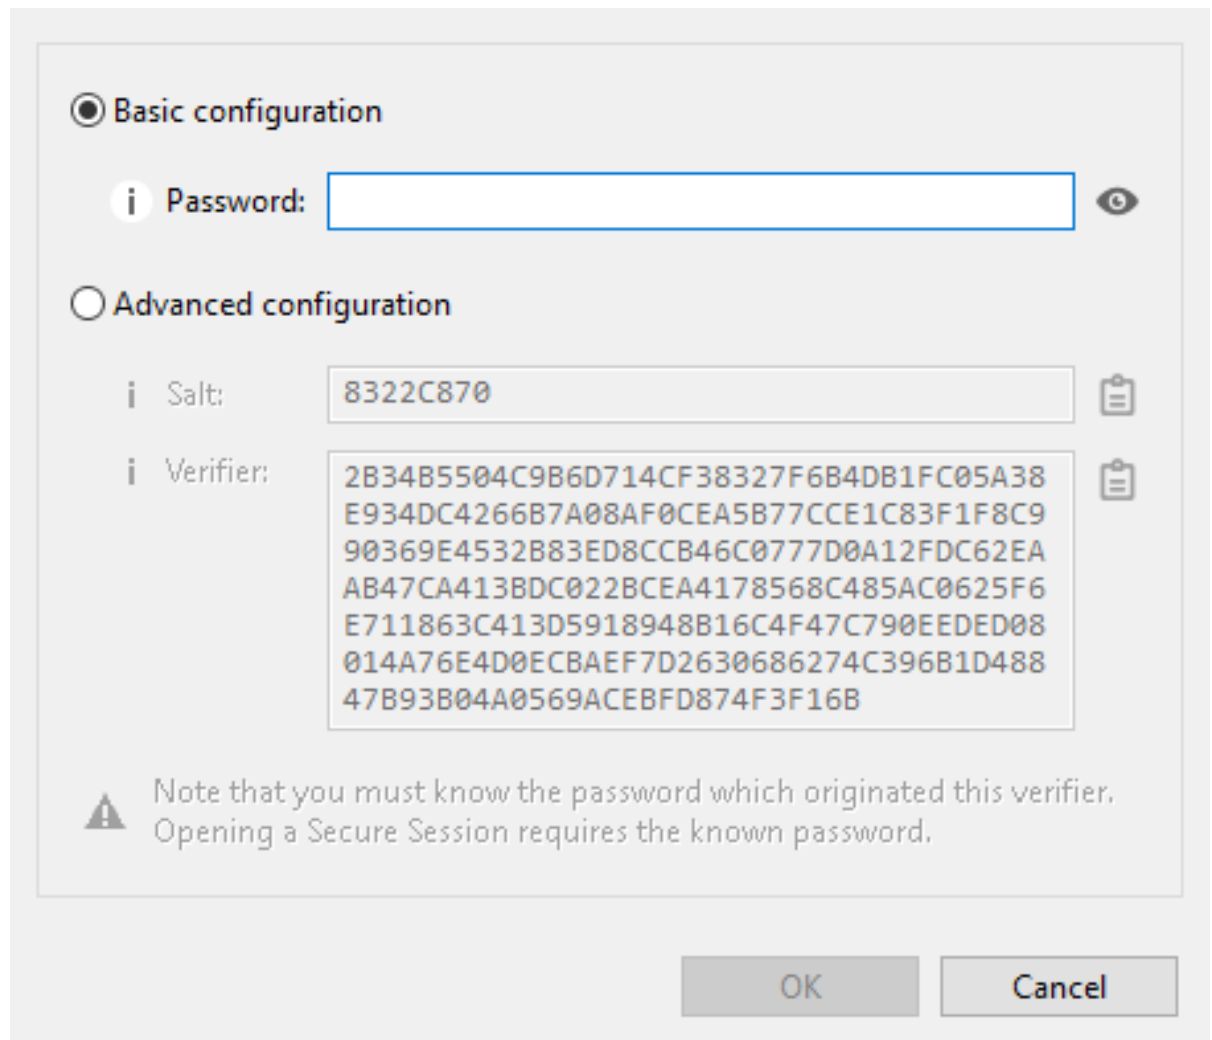 Basic configuration
i Password:
Advanced configuration
i Salt: 8322C870
i Verifier: 2B34B5504C9B6D714CF38327F6B4DB1FC05A38
E934DC4266B7A08AF0CEA5B77CCE1C83F1F8C9
90369E4532B83ED8CCB46C0777D0A12FDC62EA
AB47CA413BDC022BCEA4178568C485AC0625F6
E711863C413D5918948B16C4F47C790EEDED08
014A76E4D0ECBAEF7D2630686274C396B1D488
47B93B04A0569ACEBFD874F3F16B
Note that you must know the password which originated this verifier.
Opening a Secure Session requires the known password.
OK Cancel